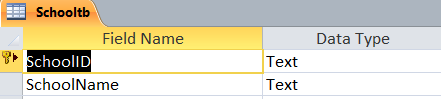 Schooltb
Field Name Data Type
SchoolID Text
SchoolName Text